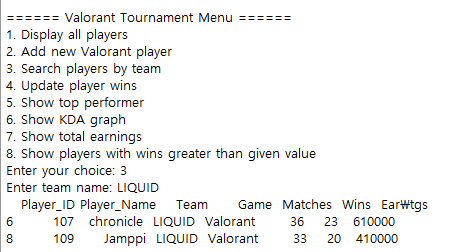 ====== Valorant Tournament Menu ======
1. Display all players
2. Add new Valorant player
3. Search players by team
4. Update player wins
5. Show top performer
6. Show KDA graph
7. Show total earnings
8. Show players with wins greater than given value
Enter your choice: 3
Enter team name: LIQUID
Player_ID Player_Name Team Game Matches Wins Ear₩tgs
6 107 chronicle LIQUID Valorant 36 23 610000
8 109 Jamppi LIQUID Valorant 33 20 410000